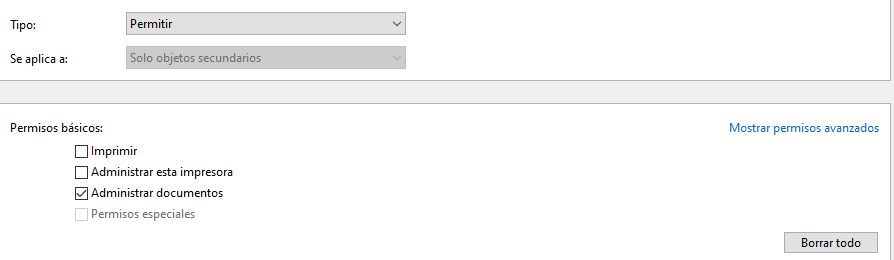 Tipo: Permitir
Se aplica a: Solo objetos secundarios
Permisos básicos: Mostrar permisos avanzados
Imprimir
Administrar esta impresora
Administrar documentos
Permisos especiales
Borrar todo